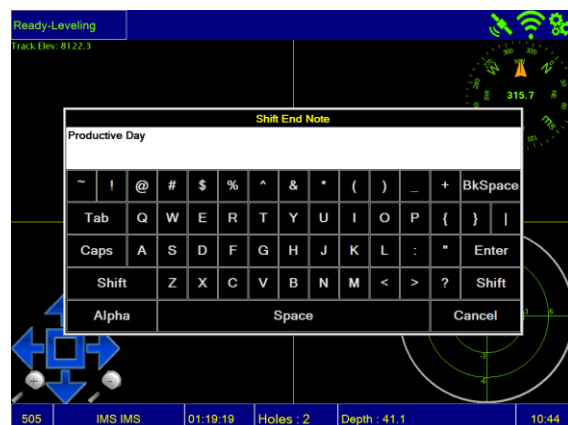 Ready-Leveling
Track Elev: 8122.3
315.7
Shift End Note
Productive Day
~ ! @ # $ % ^ & * ( ) _ + BkSpace
Tab Q W E R T Y U I O P { } |
Caps A S D F G H J K L : " Enter
Shift Z X C V B N M < > ? Shift
Alpha Space Cancel
505 IMS IMS 01:19:19 Holes : 2 Depth : 41.1 10:44